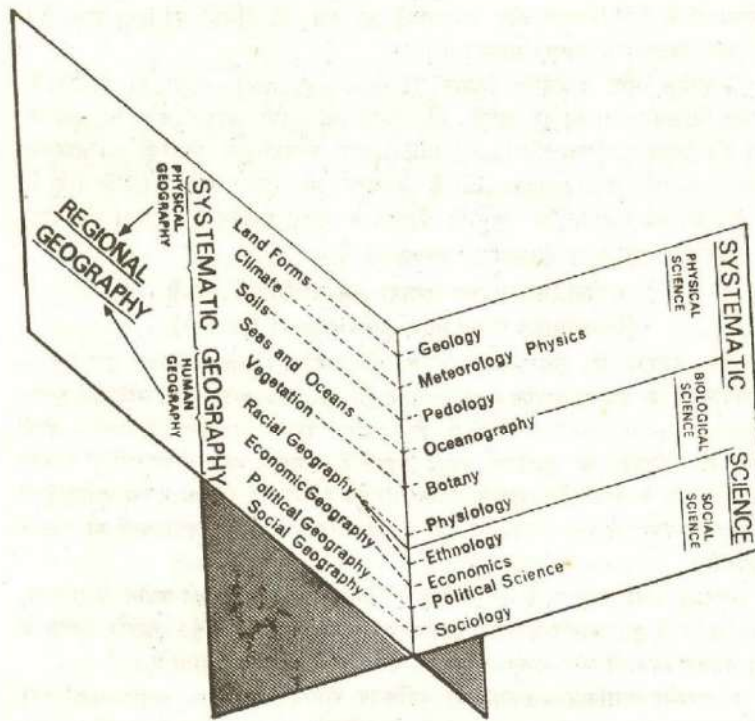 REGIONAL
GEOGRAPHY
PHYSICAL
GEOGRAPHY
HUMAN
GEOGRAPHY
SYSTEMATIC GEOGRAPHY
Land Forms
Climate
Soils
Seas and Oceans
Vegetation
Racial Geography
Economic Geography
Political Geography
Social Geography
Geology
Meteorology Physics
Pedology
Oceanography
Botany
Physiology
Ethnology
Economics
Political Science
Sociology
PHYSICAL
SCIENCE
BIOLOGICAL
SCIENCE
SOCIAL
SCIENCE
SYSTEMATIC
SCIENCE